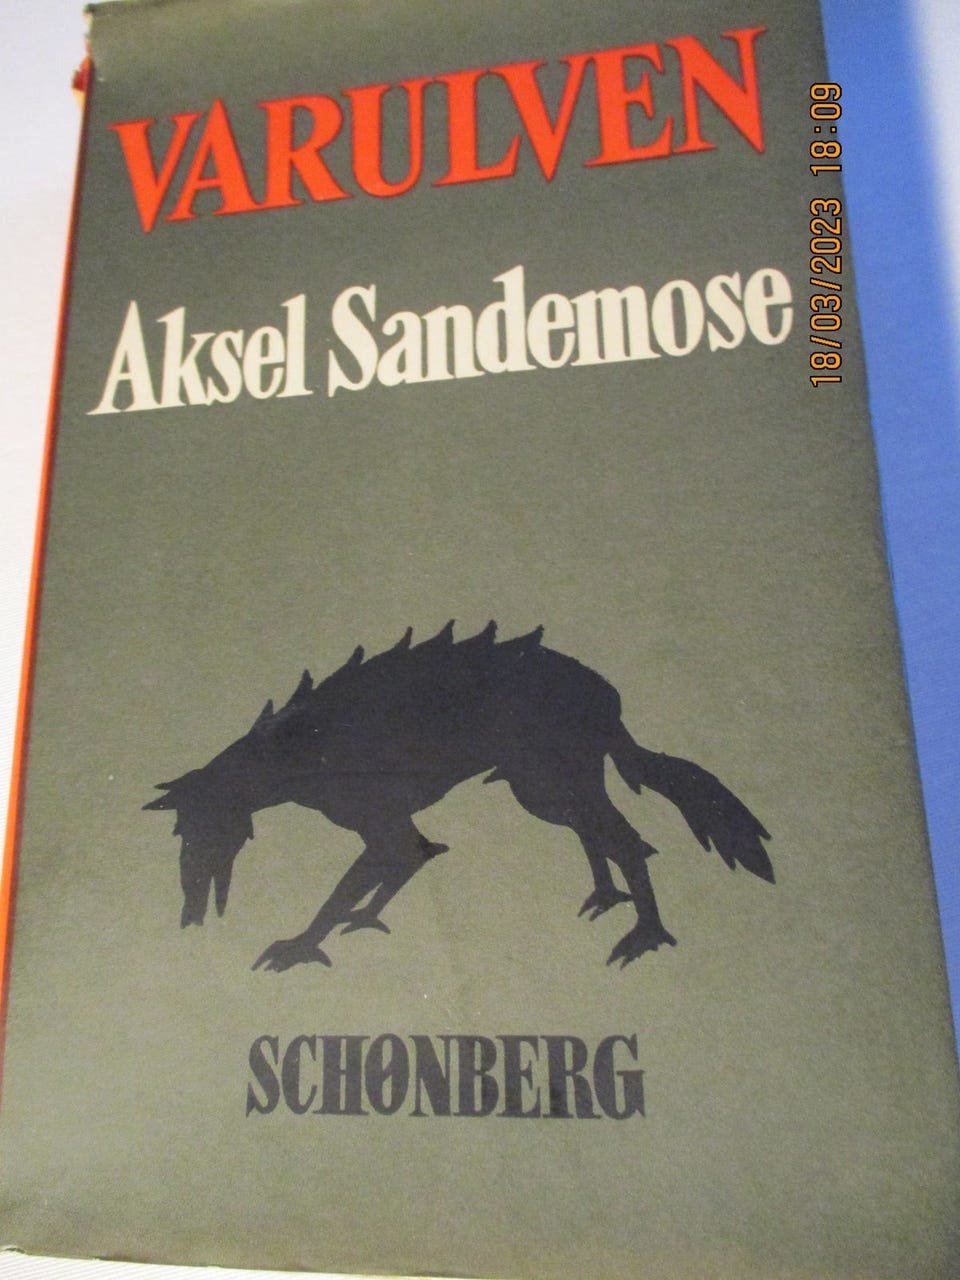 VARULVEN
Aksel Sandemose
SCHØNBERG
18/03/2023 18:09